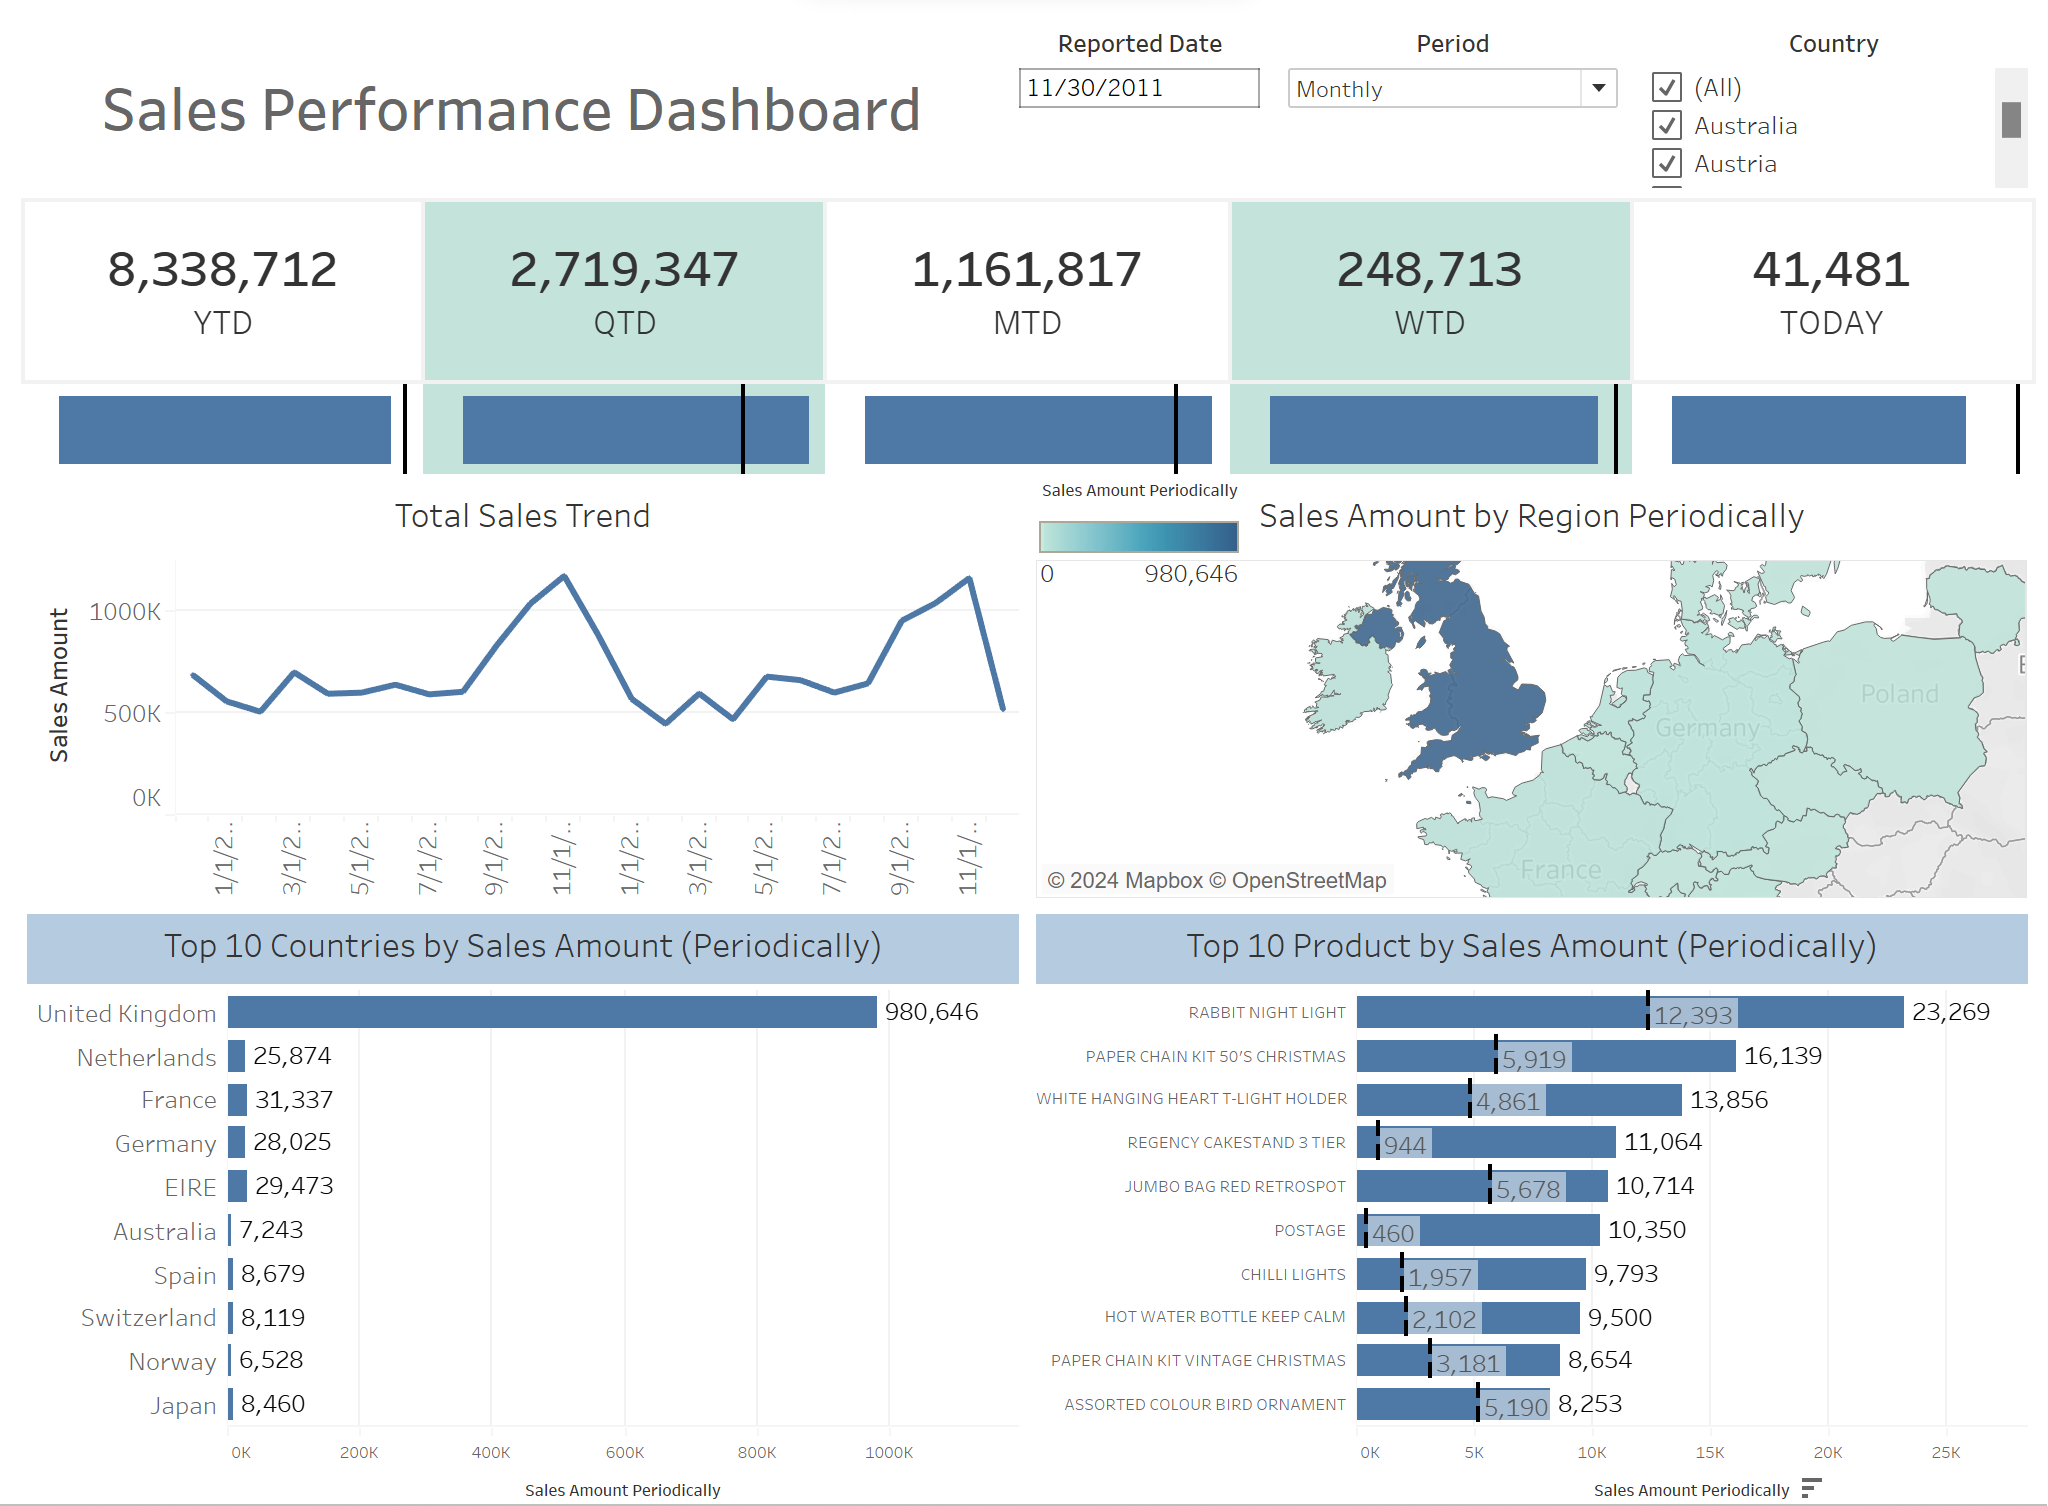 Reported Date
Period
Country
Sales Performance Dashboard
11/30/2011
Monthly
(All)
Australia
Austria
8,338,712
YTD
2,719,347
QTD
1,161,817
MTD
248,713
WTD
41,481
TODAY
Total Sales Trend
Sales Amount Periodically
0
980,646
Sales Amount by Region Periodically
Sales Amount
1000K
500K
0K
1/1/2..
3/1/2..
5/1/2..
7/1/2..
9/1/2..
11/1/..
1/1/2..
3/1/2..
5/1/2..
7/1/2..
9/1/2..
11/1/..
Poland
Germany
France
© 2024 Mapbox © OpenStreetMap
Top 10 Countries by Sales Amount (Periodically)
United Kingdom 980,646
Netherlands 25,874
France 31,337
Germany 28,025
EIRE 29,473
Australia 7,243
Spain 8,679
Switzerland 8,119
Norway 6,528
Japan 8,460
0K 200K 400K 600K 800K 1000K
Sales Amount Periodically
Top 10 Product by Sales Amount (Periodically)
RABBIT NIGHT LIGHT 12,393 23,269
PAPER CHAIN KIT 50'S CHRISTMAS 5,919 16,139
WHITE HANGING HEART T-LIGHT HOLDER 4,861 13,856
REGENCY CAKESTAND 3 TIER 944 11,064
JUMBO BAG RED RETROSPOT 5,678 10,714
POSTAGE 460 10,350
CHILLI LIGHTS 1,957 9,793
HOT WATER BOTTLE KEEP CALM 2,102 9,500
PAPER CHAIN KIT VINTAGE CHRISTMAS 3,181 8,654
ASSORTED COLOUR BIRD ORNAMENT 5,190 8,253
0K 5K 10K 15K 20K 25K
Sales Amount Periodically